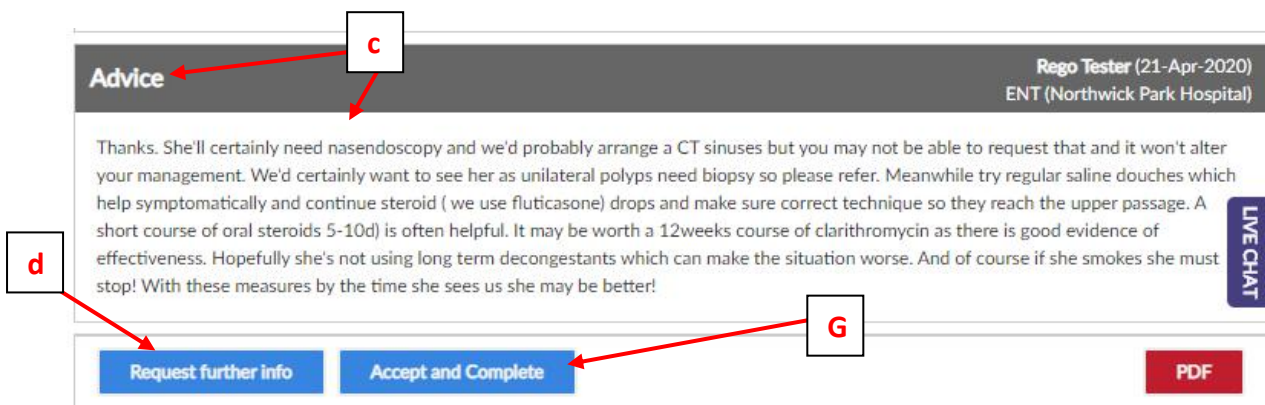 c
Advice
Rego Tester (21-Apr-2020)
ENT (Northwick Park Hospital)
Thanks. She'll certainly need nasendoscopy and we'd probably arrange a CT sinuses but you may not be able to request that and it won't alter
your management. We'd certainly want to see her as unilateral polyps need biopsy so please refer. Meanwhile try regular saline douches which
help symptomatically and continue steroid ( we use fluticasone) drops and make sure correct technique so they reach the upper passage. A
short course of oral steroids 5-10d) is often helpful. It may be worth a 12weeks course of clarithromycin as there is good evidence of
effectiveness. Hopefully she's not using long term decongestants which can make the situation worse. And of course if she smokes she must
stop! With these measures by the time she sees us she may be better!
LIVE CHAT
d
G
Request further info
Accept and Complete
PDF